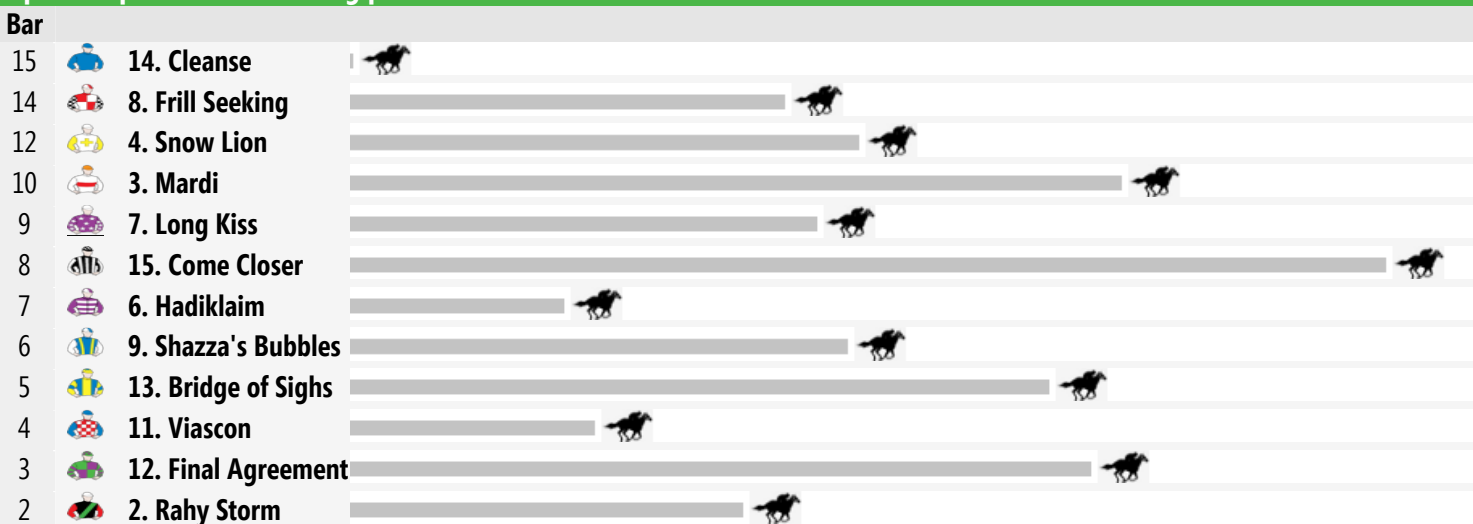 Bar
15 14. Cleanse
14 8. Frill Seeking
12 4. Snow Lion
10 3. Mardi
9 7. Long Kiss
8 15. Come Closer
7 6. Hadiklaim
6 9. Shazza's Bubbles
5 13. Bridge of Sighs
4 11. Viascon
3 12. Final Agreement
2 2. Rahy Storm